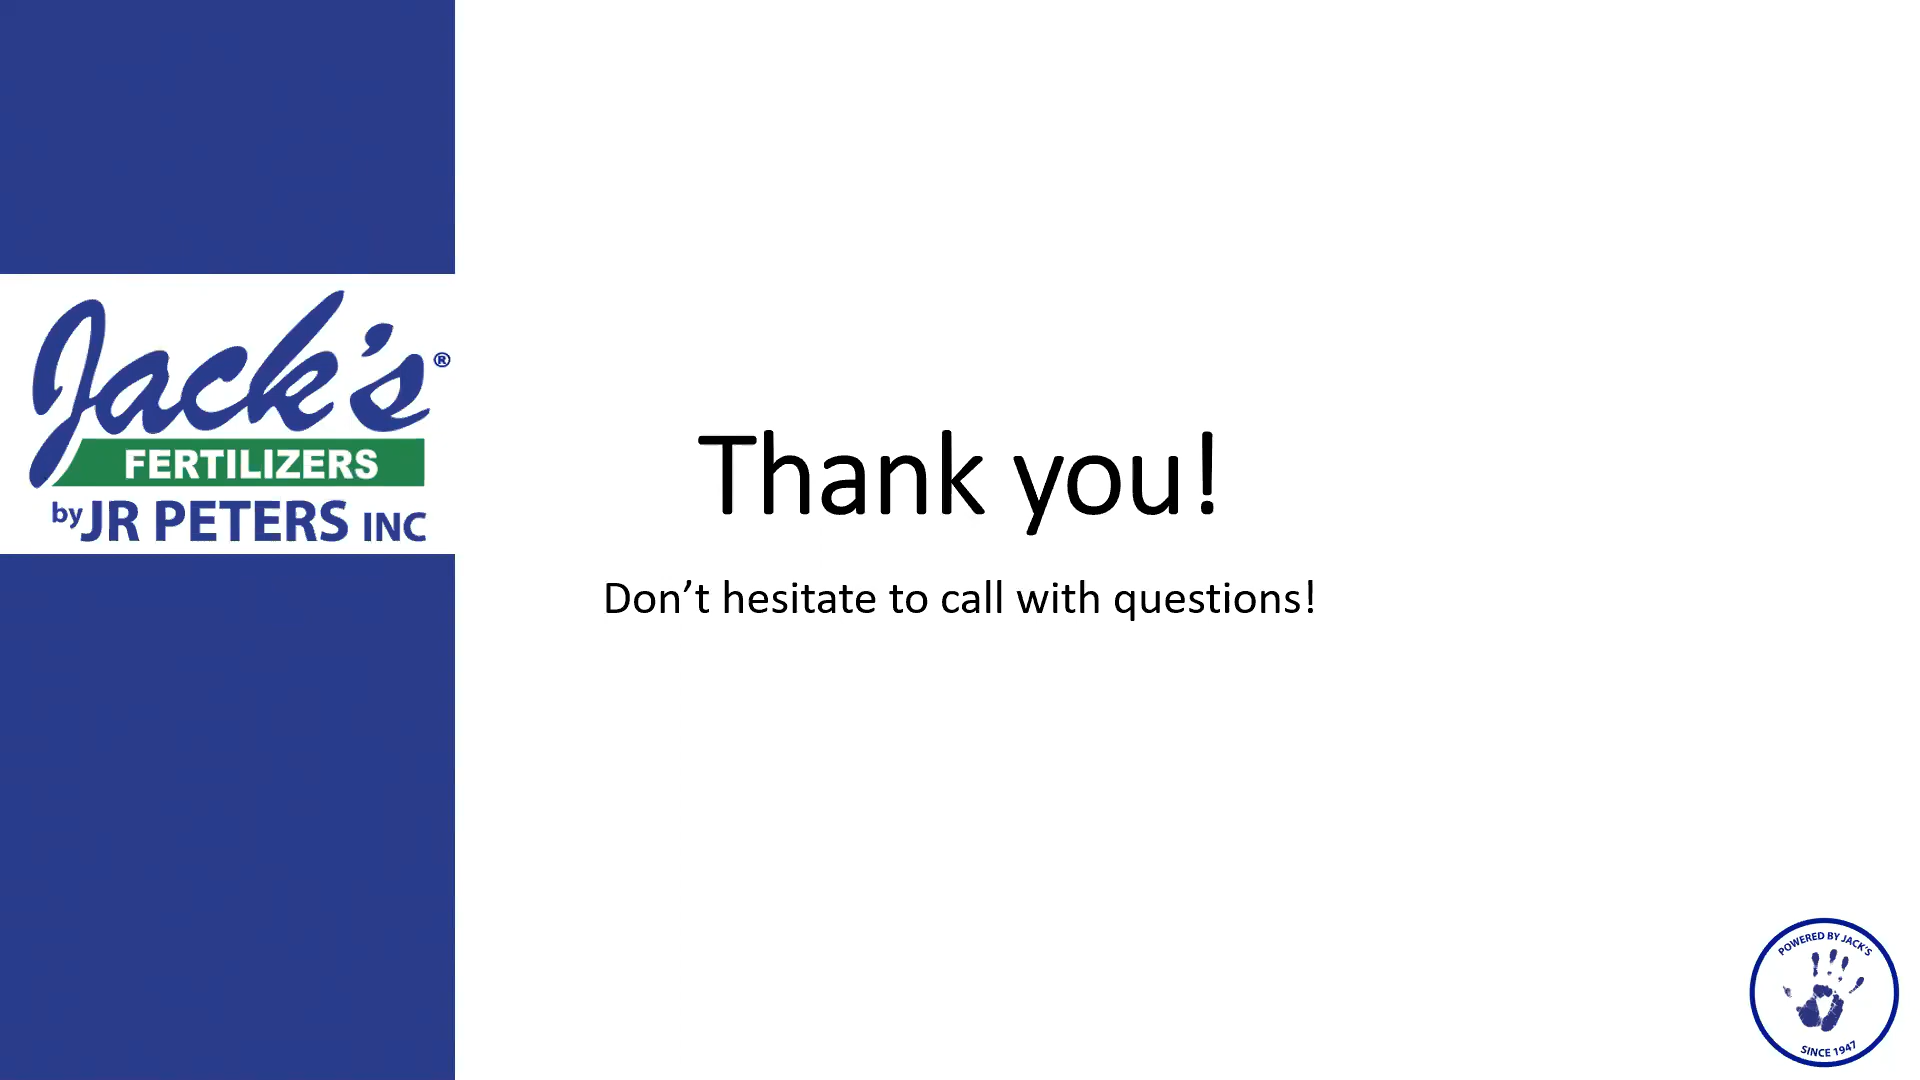 Jack's®
FERTILIZERS
by JR PETERS INC
Thank you!
Don’t hesitate to call with questions!
POWERED BY JACK'S
SINCE 1947